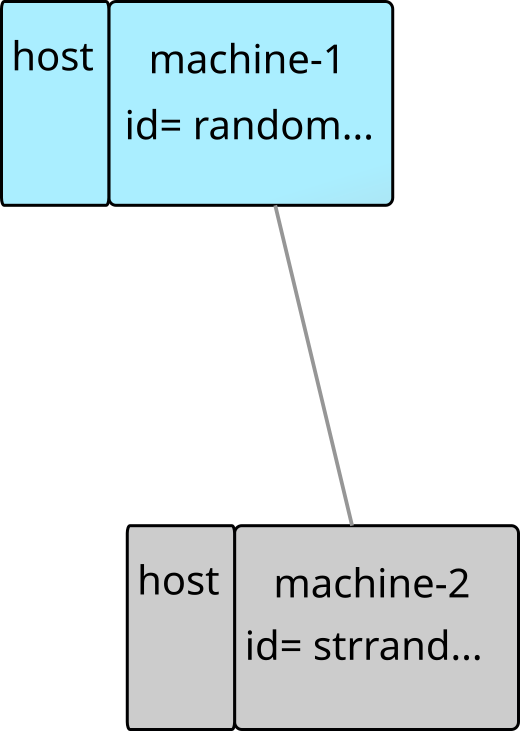 host
machine-1
id= random...
host
machine-2
id= strrand...